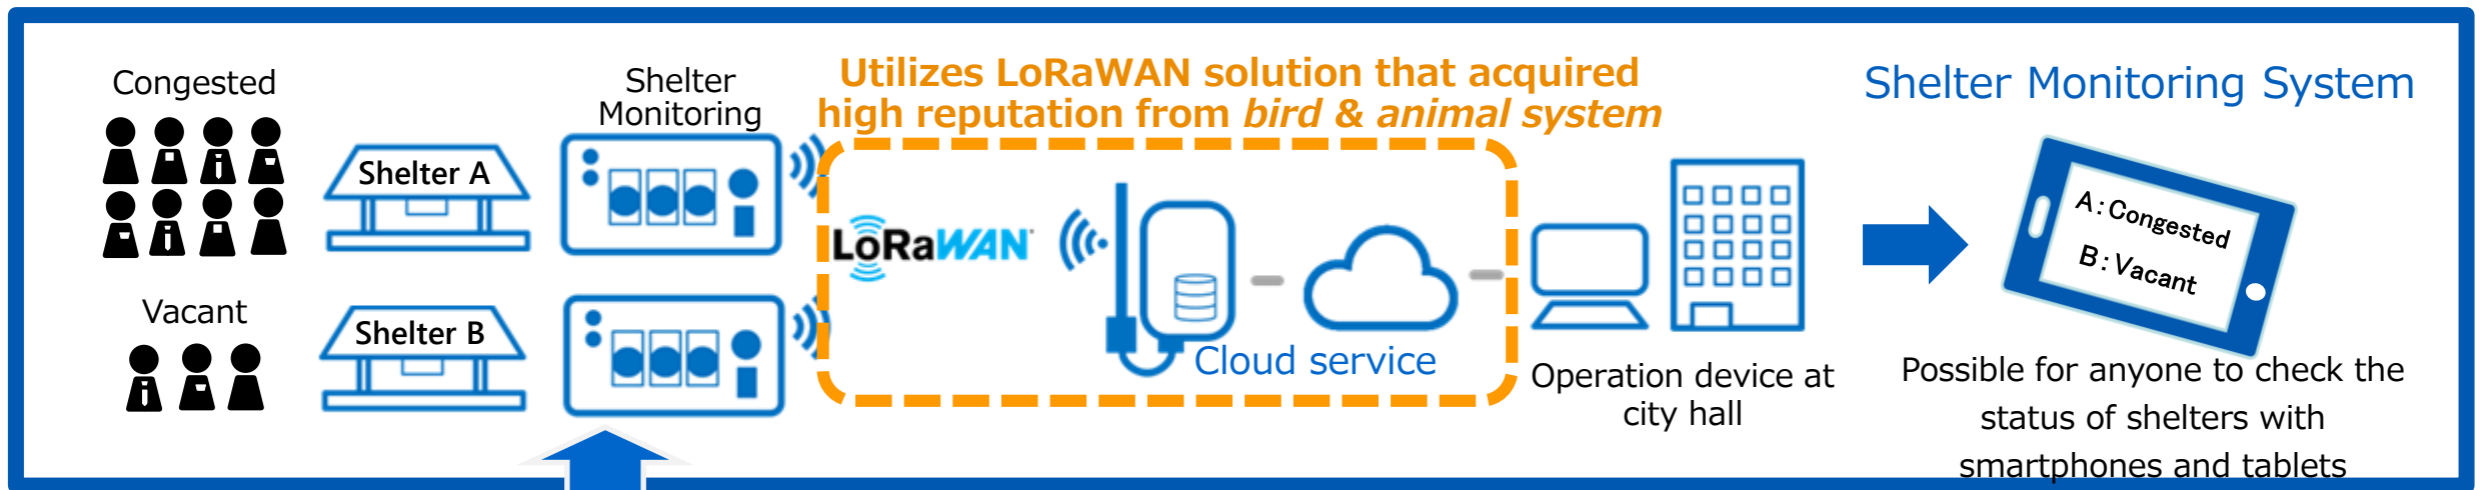 Congested
Shelter A
Vacant
Shelter B
Shelter
Monitoring
Utilizes LoRaWAN solution that acquired
high reputation from bird & animal system
LoRaWAN
Cloud service
Operation device at
city hall
Shelter Monitoring System
A:Congested
B:Vacant
Possible for anyone to check the
status of shelters with
smartphones and tablets